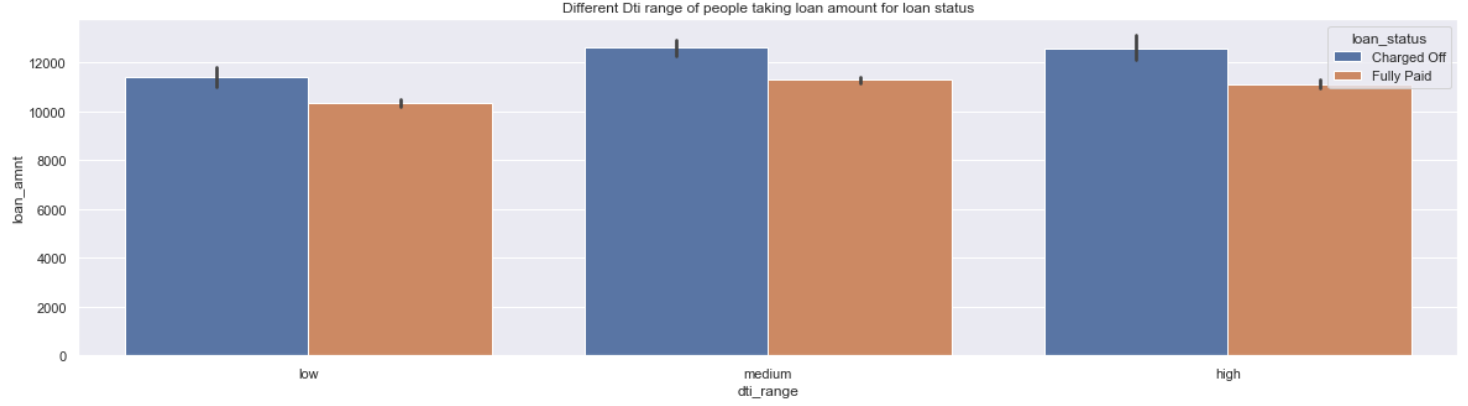 Different Dti range of people taking loan amount for loan status
loan_status
Charged Off
Fully Paid
12000
10000
8000
6000
4000
2000
0
loan_amnt
low
medium
high
dti_range